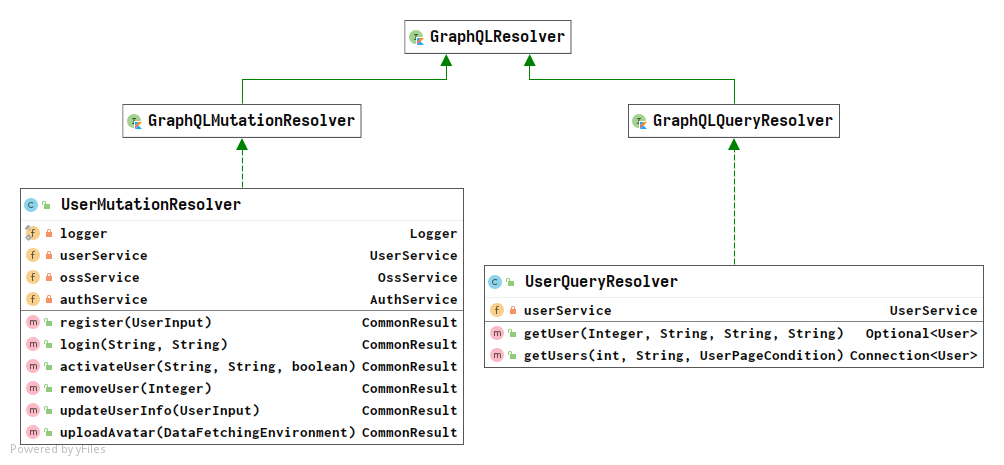 GraphQLResolver
GraphQLMutationResolver
GraphQLQueryResolver
UserMutationResolver
logger Logger
userService UserService
ossService OssService
authService AuthService
register(UserInput) CommonResult
login(String, String) CommonResult
activateUser(String, String, boolean) CommonResult
removeUser(Integer) CommonResult
updateUserInfo(UserInput) CommonResult
uploadAvatar(DataFetchingEnvironment) CommonResult
UserQueryResolver
userService UserService
getUser(Integer, String, String, String) Optional<User>
getUsers(int, String, UserPageCondition) Connection<User>
Powered by yFiles